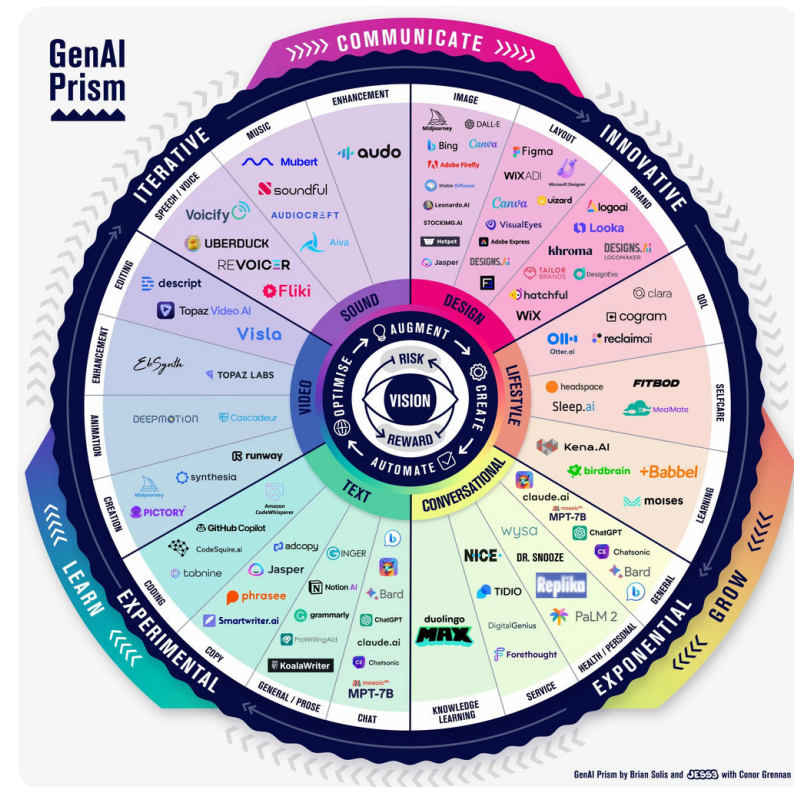 GenAI
Prism
››››› COMMUNICATE ›››››
INNOVATIVE
GROW
EXPONENTIAL
EXPERIMENTAL
LEARN
ITERATIVE
IMAGE
Midjourney
DALL-E
Bing
Canva
Adobe Firefly
Stable Diffusion
Leonardo.AI
STOCKIMG.AI
Hotpot
Jasper
LAYOUT
Figma
WiX ADI
Microsoft Designer
Canva
uizard
VisualEyes
Adobe Express
DESIGNS.Ai
F
BRAND
logoai
Looka
khroma
DESIGNS.Ai
LOGOMAKER
TAILOR
BRANDS
DesignEvo
hatchful
WiX
QOL
clara
cogram
Otter.ai
reclaimai
SELFCARE
headspace
FITBOD
Sleep.ai
MealMate
LEARNING
Kena.AI
birdbrain
+Babbel
moises
GENERAL
claude.ai
mosaic
MPT-7B
ChatGPT
CS Chatsonic
Bard
b
HEALTH / PERSONAL
wysa
DR. SNOOZE
Replika
PaLM 2
SERVICE
NICE
TIDIO
DigitalGenius
Forethought
KNOWLEDGE
LEARNING
duolingo
MAX
CHAT
b
Bard
ChatGPT
claude.ai
CS Chatsonic
mosaic
MPT-7B
GENERAL / PROSE
GINGER
Notion AI
grammarly
ProWritingAid
KoalaWriter
COPY
adcopy
Jasper
phrasee
Smartwriter.ai
CODING
Amazon
CodeWhisperer
GitHub Copilot
CodeSquire.ai
tabnine
CREATION
runway
synthesia
Midjourney
PICTORY
ANIMATION
DEEPMOTION
Cascadeur
ENHANCEMENT
EbSynth
TOPAZ LABS
EDITING
descript
Topaz Video AI
Visla
SPEECH / VOICE
Voicify
UBERDUCK
REVOICER
Fliki
MUSIC
Mubert
soundful
AUDIOCRAFT
Aiva
ENHANCEMENT
audo
SOUND
DESIGN
LIFESTYLE
CONVERSATIONAL
TEXT
VIDEO
AUGMENT
CREATE
AUTOMATE
OPTIMISE
RISK
VISION
REWARD
GenAI Prism by Brian Solis and JESS3 with Conor Grennan